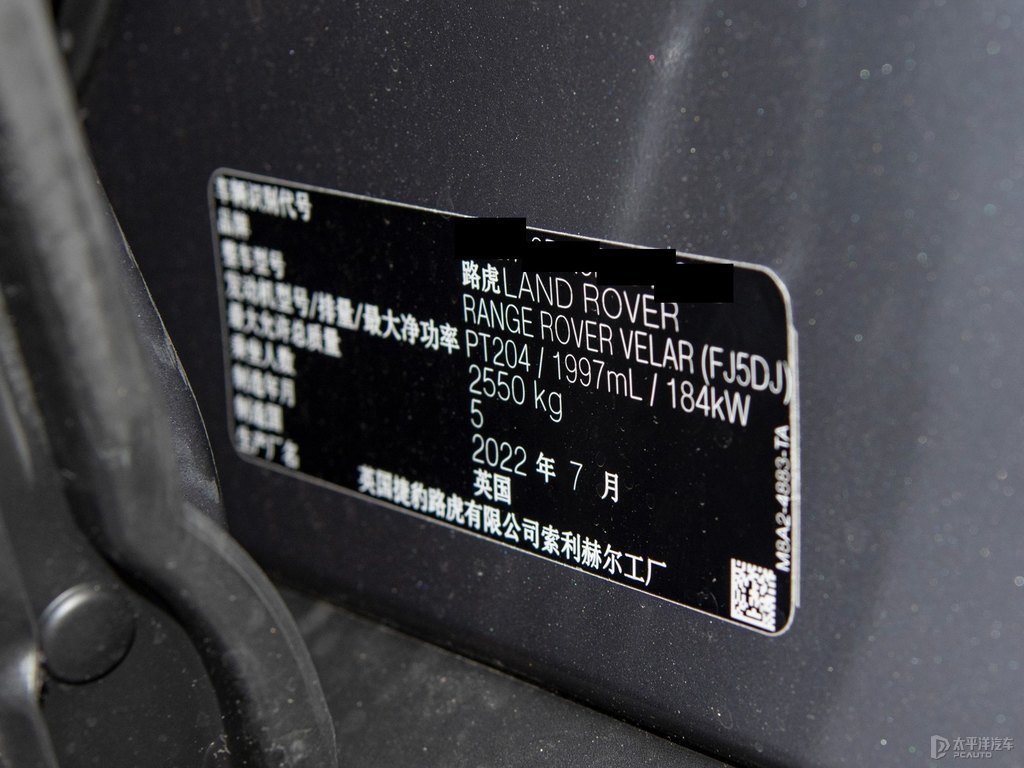 车辆识别代号
品牌 路虎LAND ROVER
整车型号 RANGE ROVER VELAR (FJ5DJ)
发动机型号/排量/最大净功率 PT204 / 1997mL / 184kW
最大允许总质量 2550 kg
乘坐人数 5
制造年月 2022 年 7 月
制造国 英国
生产厂名 英国捷豹路虎有限公司索利赫尔工厂
M8A2-4883-TA
太平洋汽车
PCAUTO